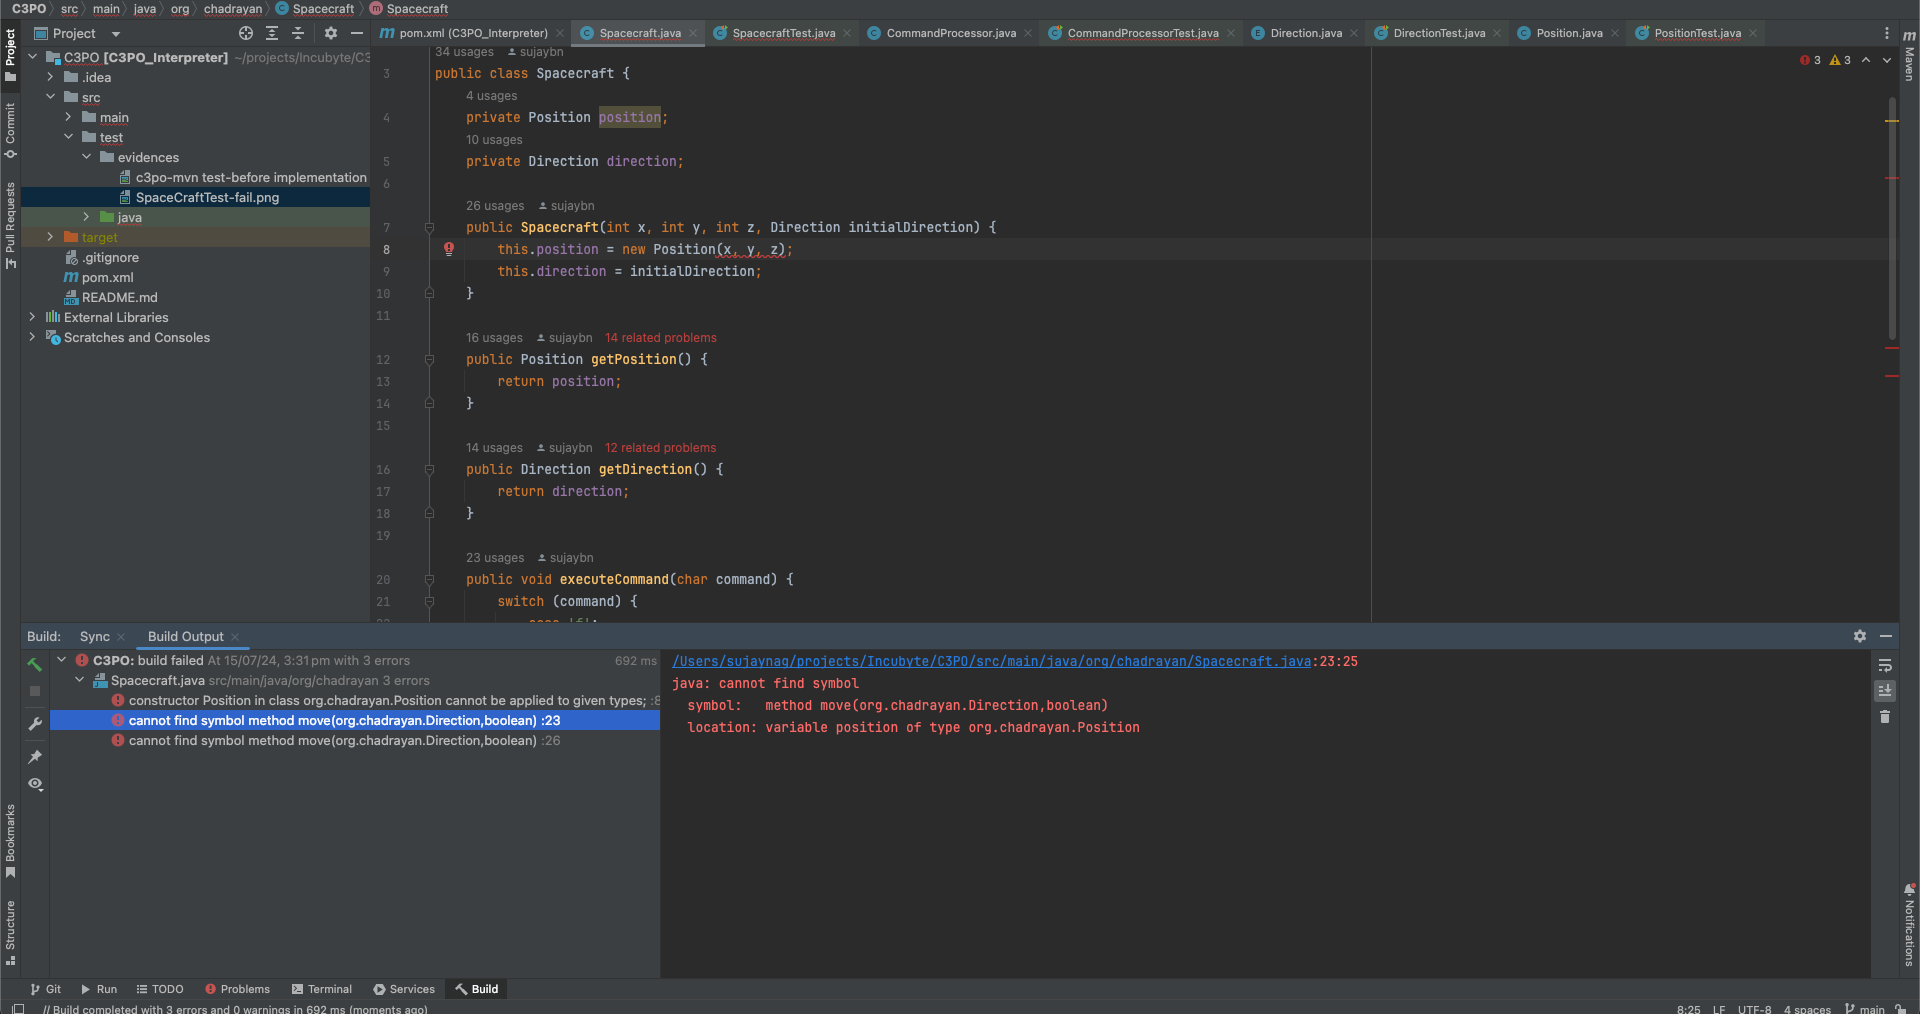 C3PO src main java org chadrayan Spacecraft Spacecraft
Project
pom.xml (C3PO_Interpreter) Spacecraft.java SpacecraftTest.java CommandProcessor.java CommandProcessorTest.java Direction.java DirectionTest.java Position.java PositionTest.java
C3PO [C3PO_Interpreter] ~/projects/Incubyte/C3
.idea
src
main
test
evidences
c3po-mvn test-before implementation
SpaceCraftTest-fail.png
java
target
.gitignore
pom.xml
README.md
External Libraries
Scratches and Consoles
Project
Commit
Pull Requests
Bookmarks
Structure
Maven
Notifications
3 3
34 usages sujaybn
3 public class Spacecraft {
4 usages
4 private Position position;
10 usages
5 private Direction direction;
6
26 usages sujaybn
7 public Spacecraft(int x, int y, int z, Direction initialDirection) {
8 this.position = new Position(x, y, z);
9 this.direction = initialDirection;
10 }
11
16 usages sujaybn 14 related problems
12 public Position getPosition() {
13 return position;
14 }
15
14 usages sujaybn 12 related problems
16 public Direction getDirection() {
17 return direction;
18 }
19
23 usages sujaybn
20 public void executeCommand(char command) {
21 switch (command) {
Build: Sync Build Output
C3PO: build failed At 15/07/24, 3:31 pm with 3 errors 692 ms
Spacecraft.java src/main/java/org/chadrayan 3 errors
constructor Position in class org.chadrayan.Position cannot be applied to given types; :8
cannot find symbol method move(org.chadrayan.Direction,boolean) :23
cannot find symbol method move(org.chadrayan.Direction,boolean) :26
/Users/sujaynag/projects/Incubyte/C3PO/src/main/java/org/chadrayan/Spacecraft.java:23:25
java: cannot find symbol
symbol: method move(org.chadrayan.Direction,boolean)
location: variable position of type org.chadrayan.Position
Git Run TODO Problems Terminal Services Build
// Build completed with 3 errors and 0 warnings in 692 ms (moments ago)
8:25 LF UTF-8 4 spaces main